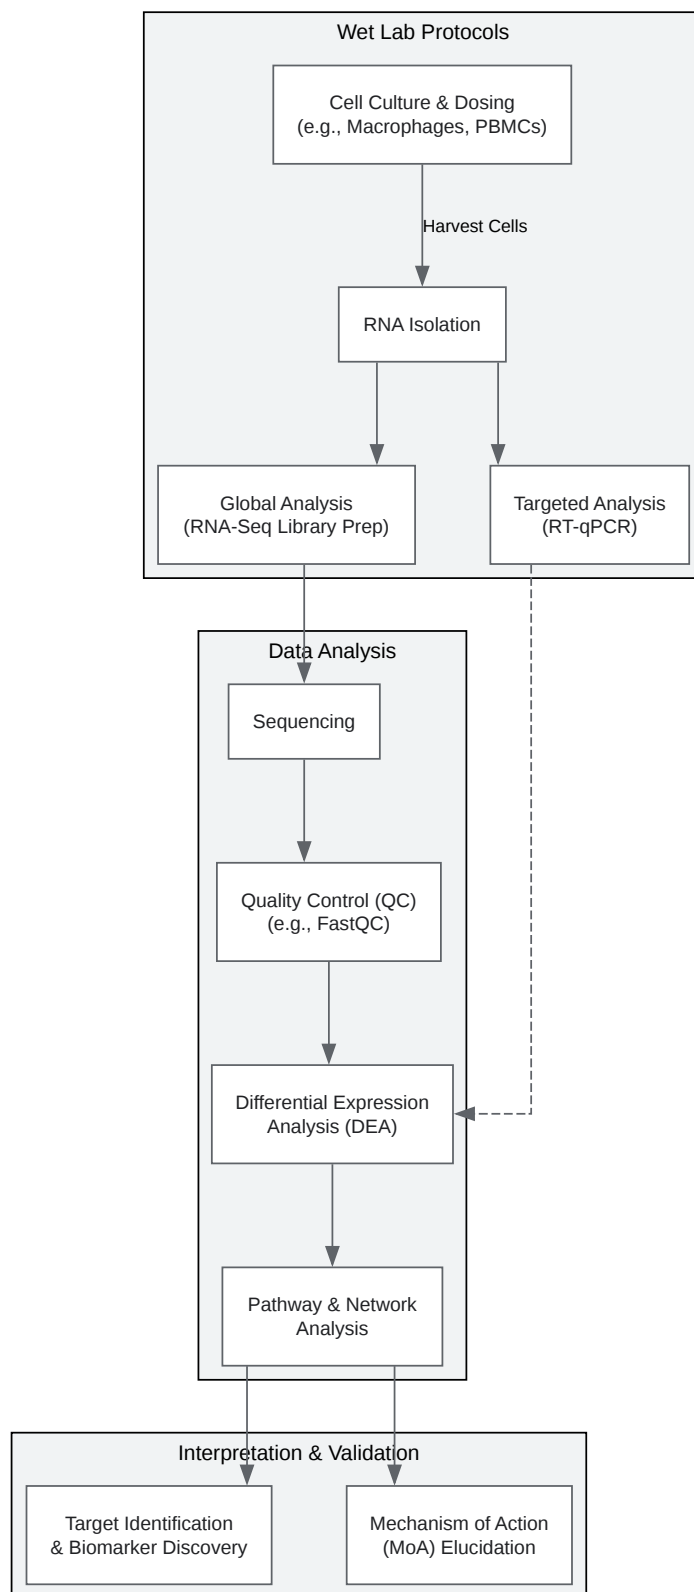 Wet Lab Protocols
Cell Culture & Dosing
(e.g., Macrophages, PBMCs)
Harvest Cells
RNA Isolation
Global Analysis
(RNA-Seq Library Prep)
Targeted Analysis
(RT-qPCR)
Data Analysis
Sequencing
Quality Control (QC)
(e.g., FastQC)
Differential Expression
Analysis (DEA)
Pathway & Network
Analysis
Interpretation & Validation
Target Identification
& Biomarker Discovery
Mechanism of Action
(MoA) Elucidation